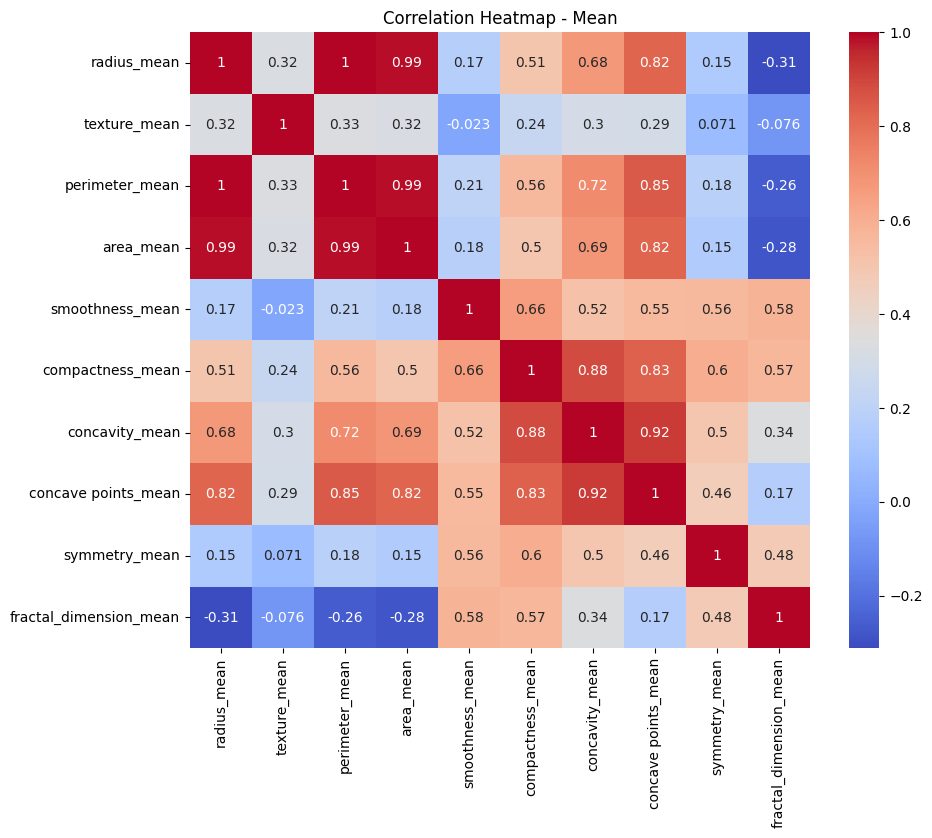 Correlation Heatmap - Mean
radius_mean 1 0.32 1 0.99 0.17 0.51 0.68 0.82 0.15 -0.31
texture_mean 0.32 1 0.33 0.32 -0.023 0.24 0.3 0.29 0.071 -0.076
perimeter_mean 1 0.33 1 0.99 0.21 0.56 0.72 0.85 0.18 -0.26
area_mean 0.99 0.32 0.99 1 0.18 0.5 0.69 0.82 0.15 -0.28
smoothness_mean 0.17 -0.023 0.21 0.18 1 0.66 0.52 0.55 0.56 0.58
compactness_mean 0.51 0.24 0.56 0.5 0.66 1 0.88 0.83 0.6 0.57
concavity_mean 0.68 0.3 0.72 0.69 0.52 0.88 1 0.92 0.5 0.34
concave points_mean 0.82 0.29 0.85 0.82 0.55 0.83 0.92 1 0.46 0.17
symmetry_mean 0.15 0.071 0.18 0.15 0.56 0.6 0.5 0.46 1 0.48
fractal_dimension_mean -0.31 -0.076 -0.26 -0.28 0.58 0.57 0.34 0.17 0.48 1
radius_mean
texture_mean
perimeter_mean
area_mean
smoothness_mean
compactness_mean
concavity_mean
concave points_mean
symmetry_mean
fractal_dimension_mean
1.0
0.8
0.6
0.4
0.2
0.0
-0.2